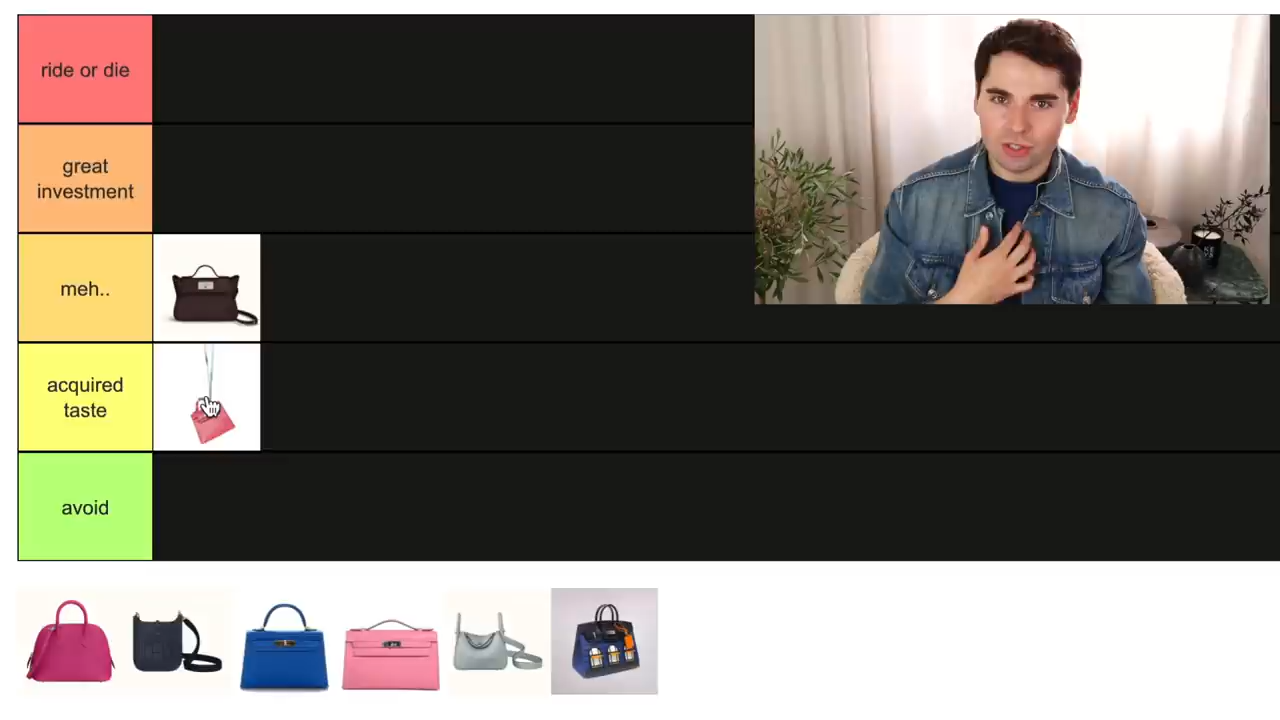 ride or die
great
investment
meh..
acquired
taste
avoid